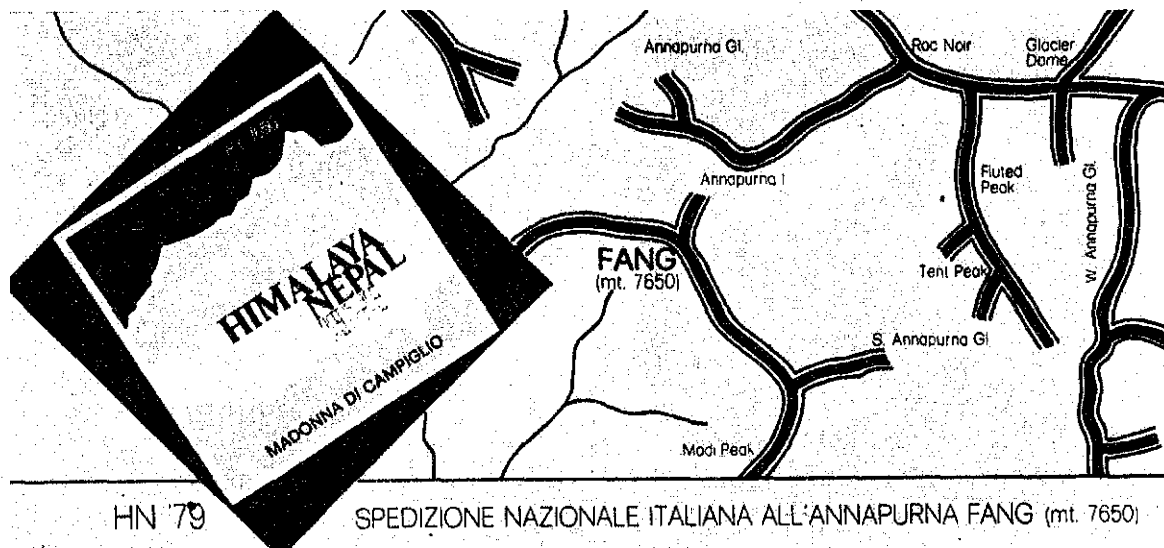 Annapurna Gl.
Roc Noir
Glacier
Dome
Annapurna I
Fluted
Peak
W. Annapurna Gl.
FANG
(mt. 7650)
Tent Peak
S. Annapurna Gl.
Modi Peak
HIMALAYA
NEPAL
MADONNA DI CAMPIGLIO
HN '79
SPEDIZIONE NAZIONALE ITALIANA ALL'ANNAPURNA FANG (mt. 7650)